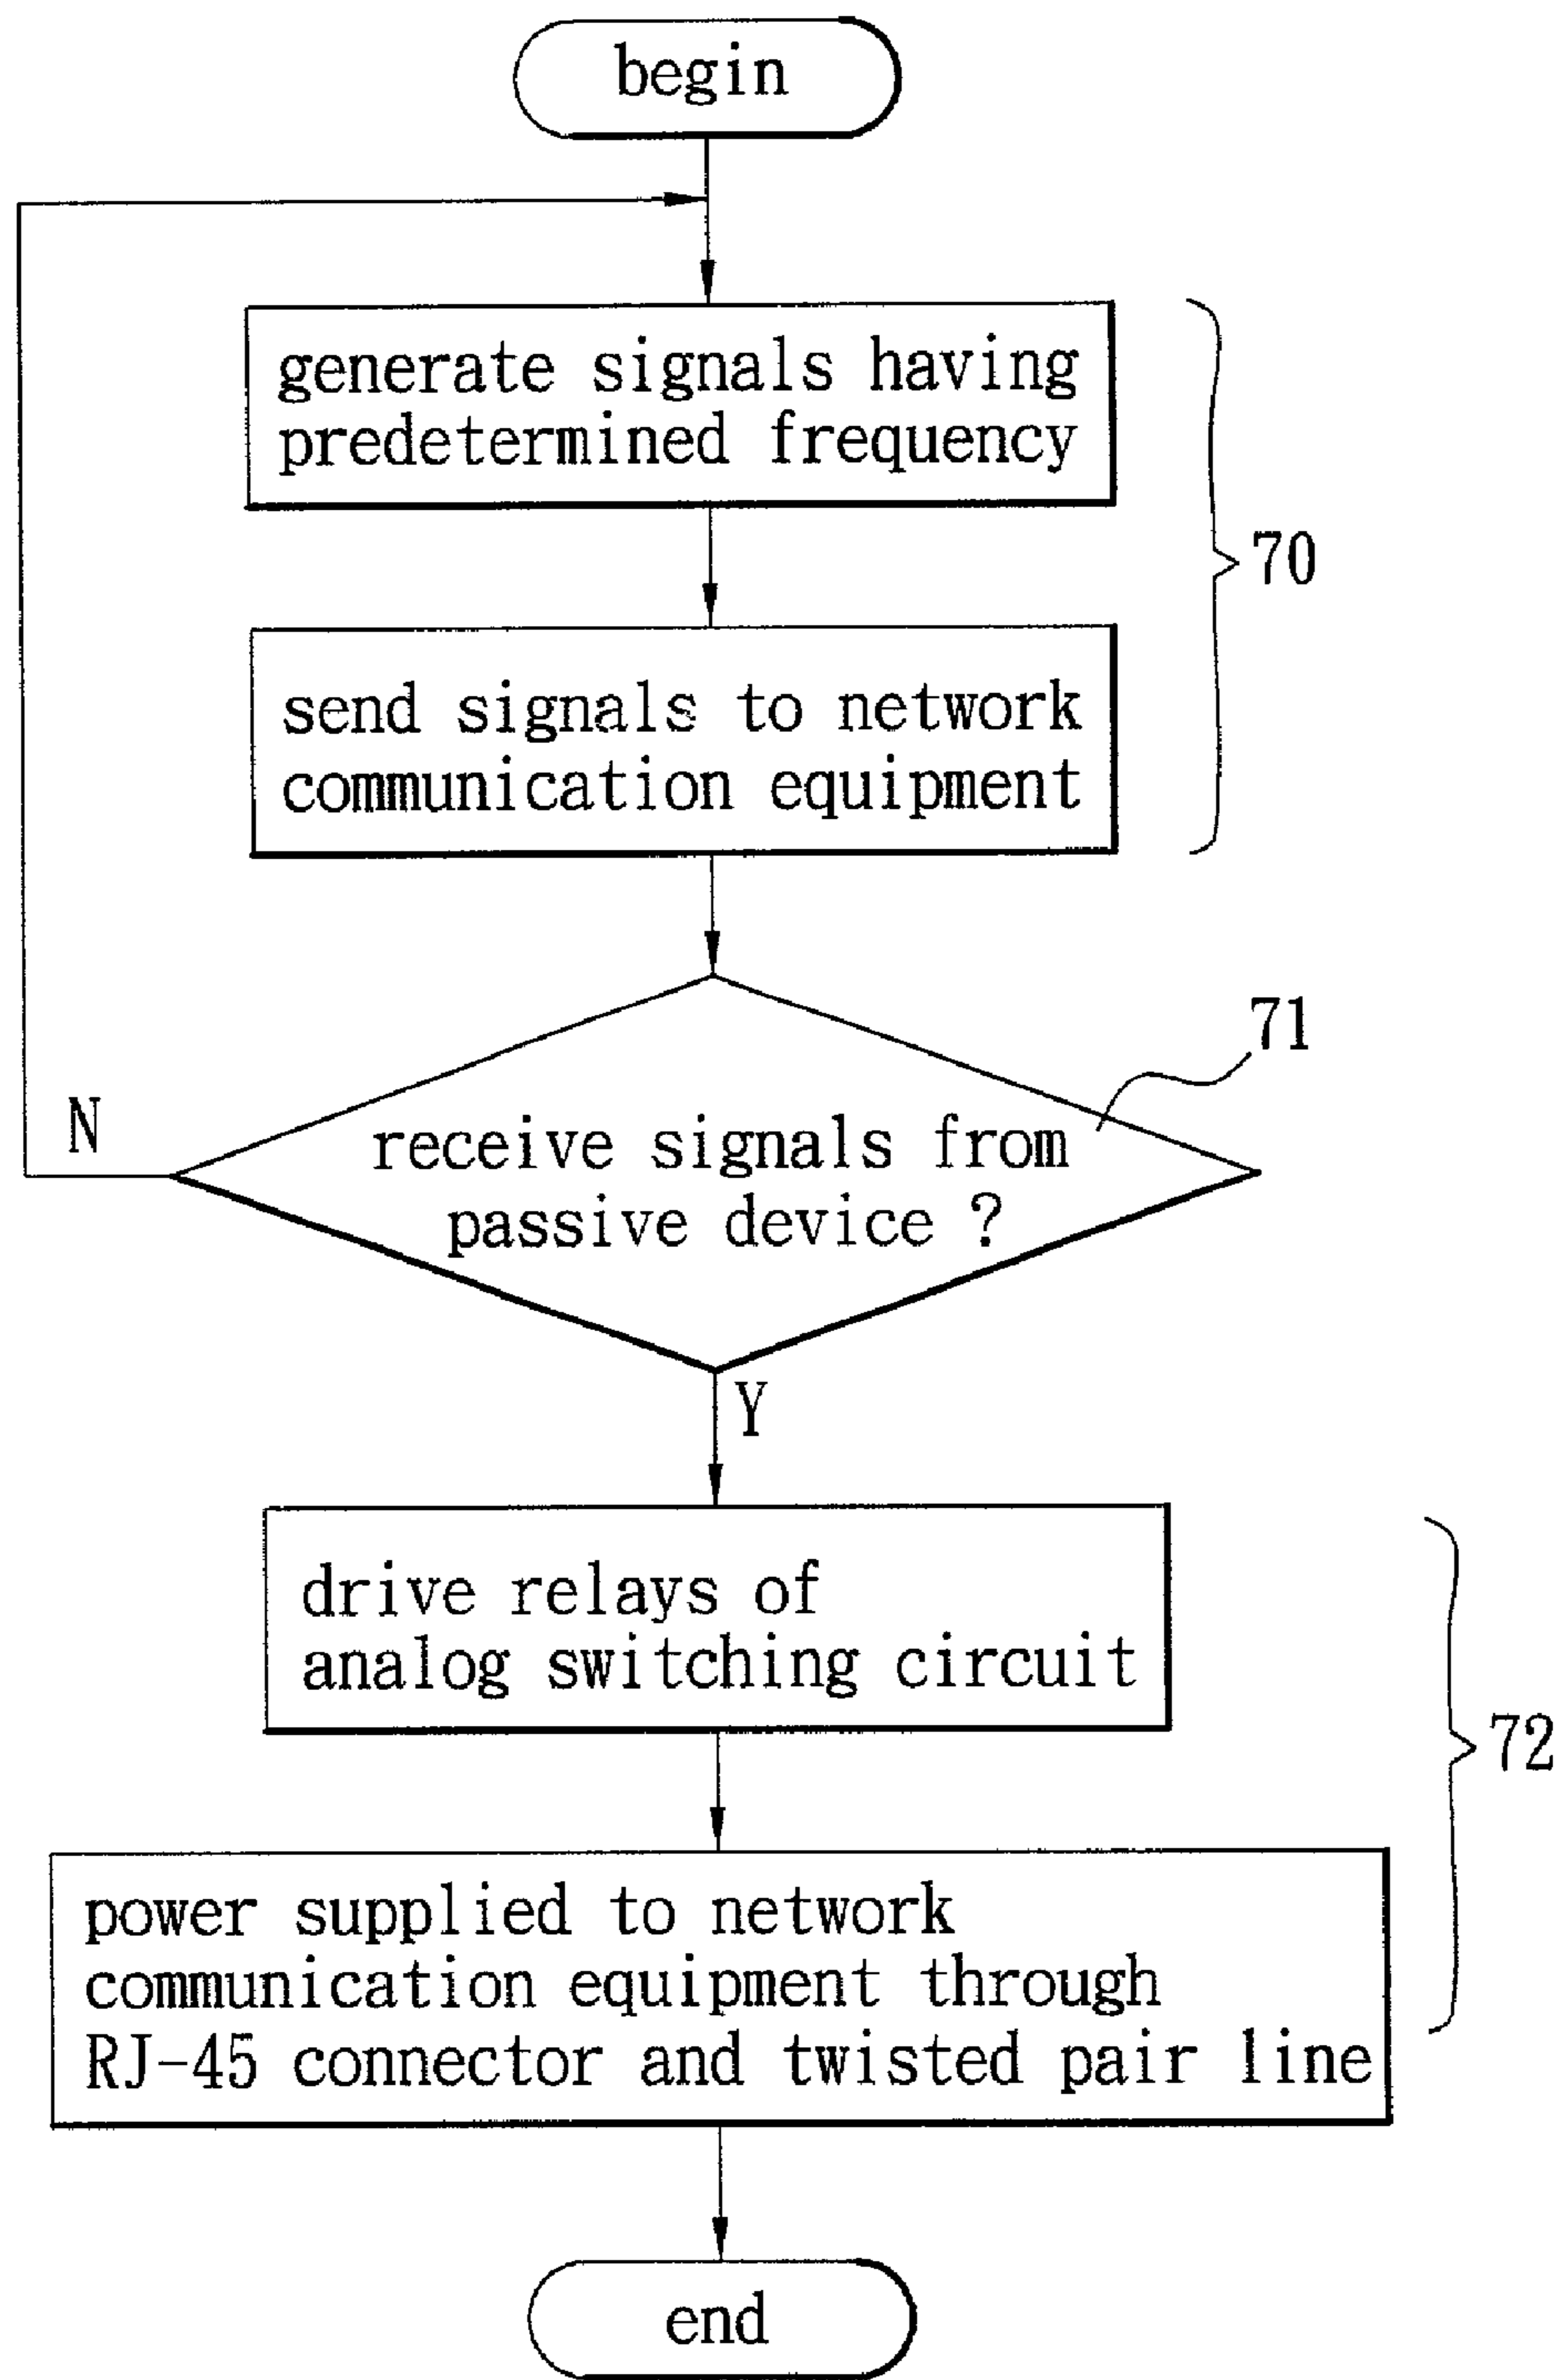 begin
generate signals having
predetermined frequency
70
send signals to network
communication equipment
71
N
receive signals from
passive device ?
Y
drive relays of
analog switching circuit
72
power supplied to network
communication equipment through
RJ-45 connector and twisted pair line
end